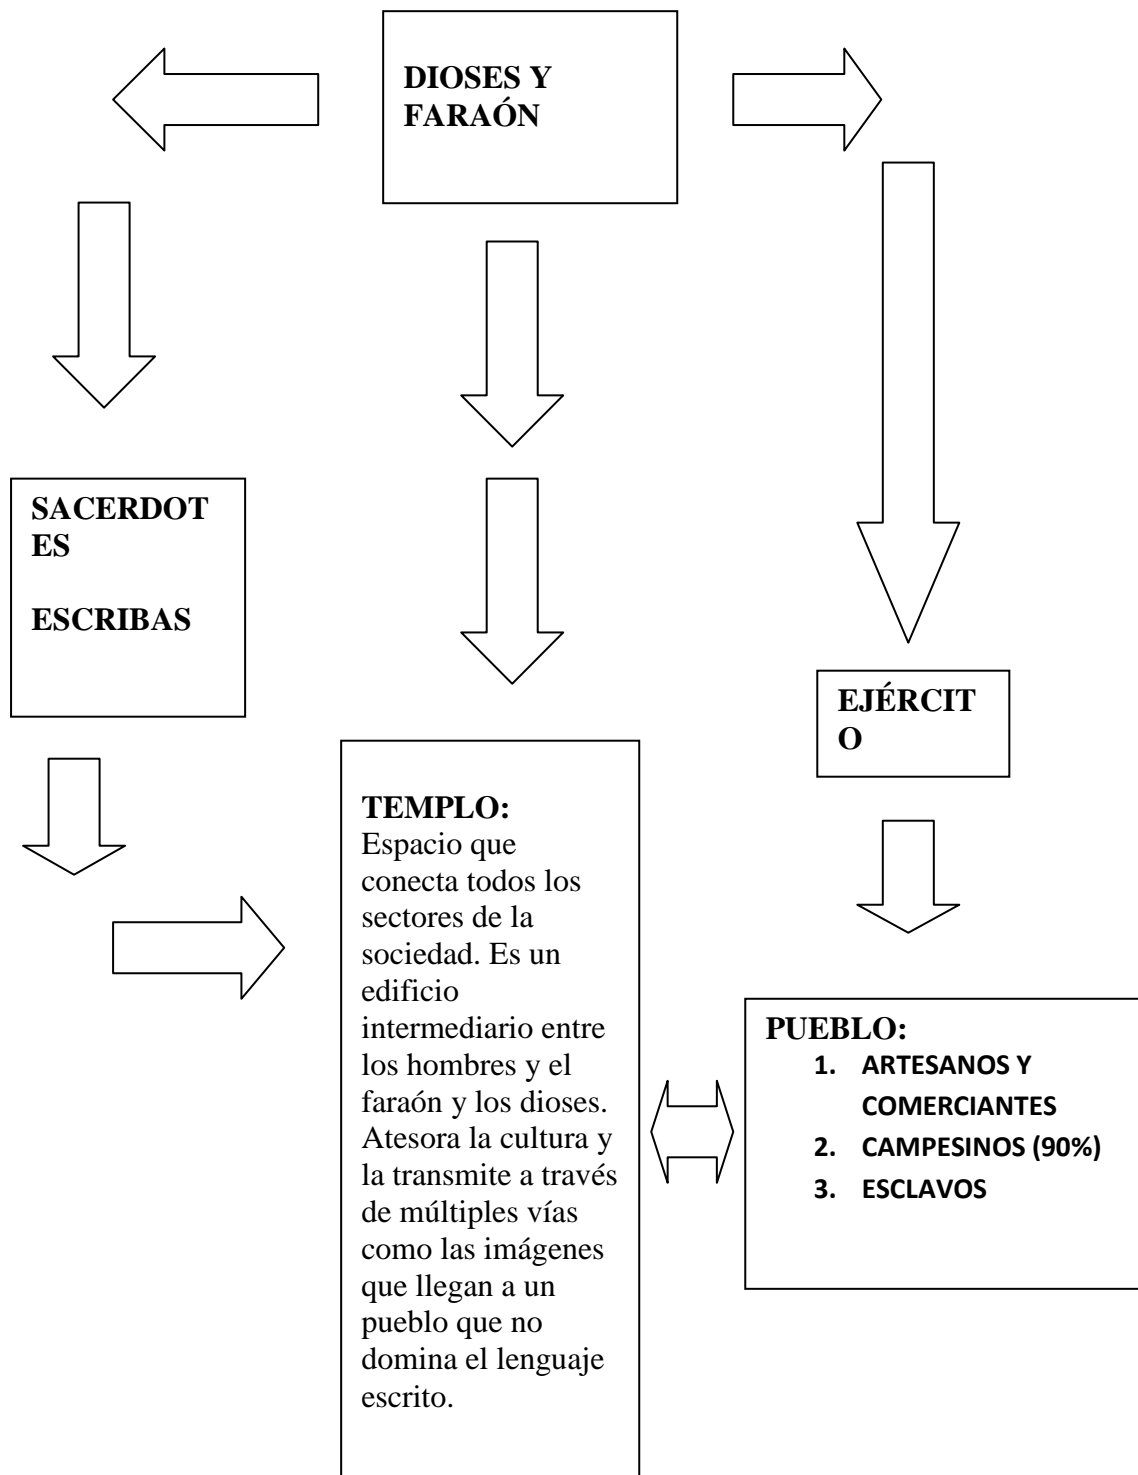 DIOSES Y
FARAÓN
SACERDOT
ES
ESCRIBAS
EJÉRCIT
O
TEMPLO:
Espacio que
conecta todos los
sectores de la
sociedad. Es un
edificio
intermediario entre
los hombres y el
faraón y los dioses.
Atesora la cultura y
la transmite a través
de múltiples vías
como las imágenes
que llegan a un
pueblo que no
domina el lenguaje
escrito.
PUEBLO:
1. ARTESANOS Y
COMERCIANTES
2. CAMPESINOS (90%)
3. ESCLAVOS